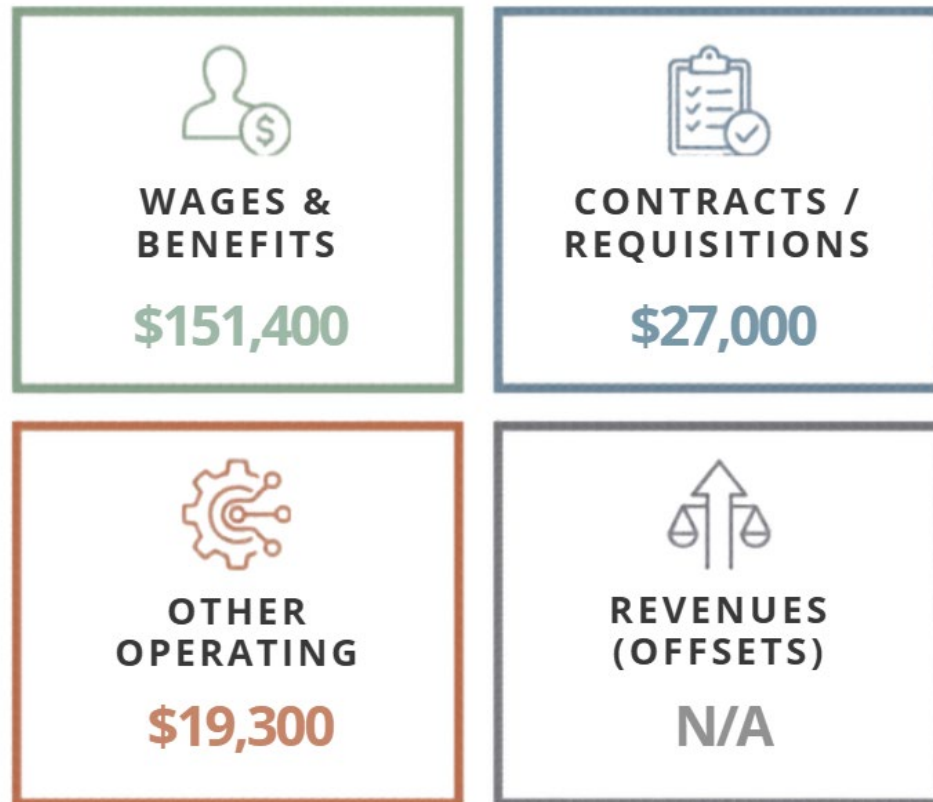 WAGES &
BENEFITS
$151,400
CONTRACTS /
REQUISITIONS
$27,000
OTHER
OPERATING
$19,300
REVENUES
(OFFSETS)
N/A